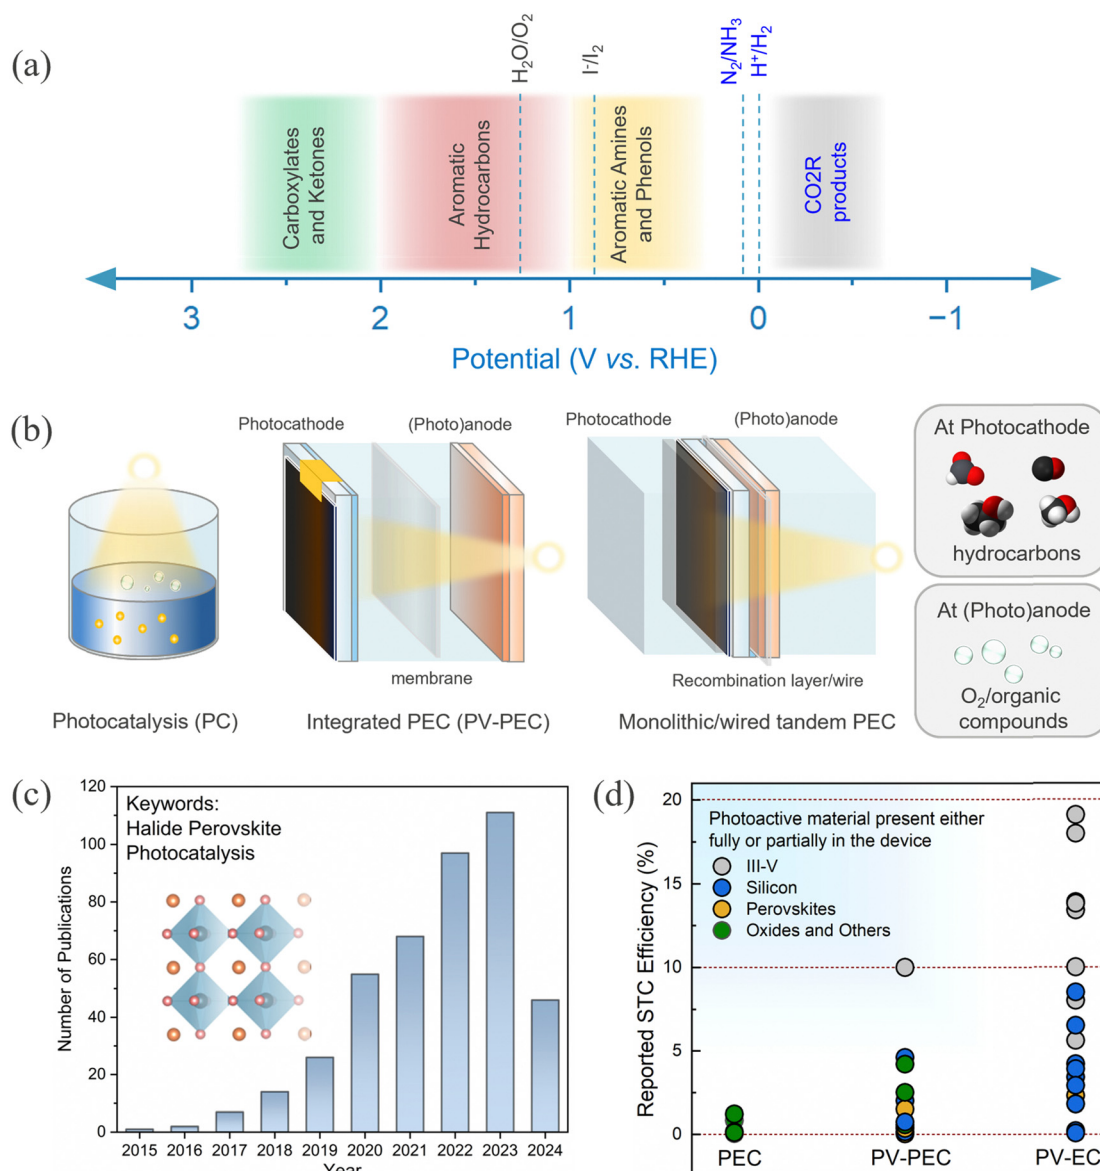 (a)
H₂O/O₂
I⁻/I₂
N₂/NH₃
H⁺/H₂
Carboxylates
and Ketones
Aromatic
Hydrocarbons
Aromatic Amines
and Phenols
CO2R
products
3
2
1
0
−1
Potential (V vs. RHE)
(b)
Photocathode
(Photo)anode
Photocathode
(Photo)anode
At Photocathode
hydrocarbons
membrane
Recombination layer/wire
At (Photo)anode
O₂/organic
compounds
Photocatalysis (PC)
Integrated PEC (PV-PEC)
Monolithic/wired tandem PEC
(c)
Keywords:
Halide Perovskite
Photocatalysis
Number of Publications
120
100
80
60
40
20
0
2015 2016 2017 2018 2019 2020 2021 2022 2023 2024
Year
(d)
Photoactive material present either
fully or partially in the device
III-V
Silicon
Perovskites
Oxides and Others
Reported STC Efficiency (%)
20
15
10
5
0
PEC
PV-PEC
PV-EC